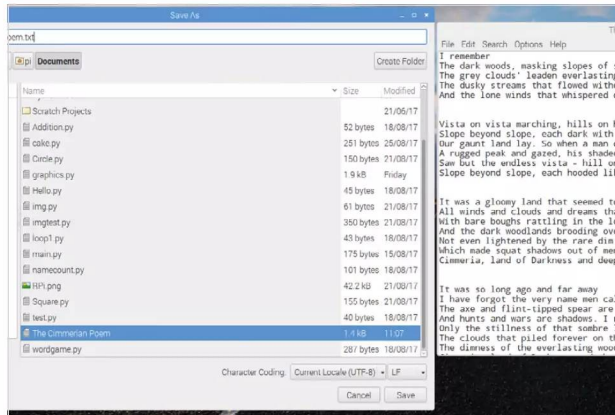 Save As
oem.txt
pi Documents Create Folder
Name Size Modified
Scratch Projects 21/06/17
Addition.py 52 bytes 18/08/17
cake.py 251 bytes 25/08/17
Circle.py 150 bytes 21/08/17
graphics.py 1.9 kB Friday
Hello.py 45 bytes 18/08/17
img.py 61 bytes 21/08/17
imgtest.py 350 bytes 21/08/17
loop1.py 43 bytes 18/08/17
main.py 175 bytes 15/08/17
namecount.py 101 bytes 18/08/17
RPi.png 42.2 kB 21/08/17
Square.py 155 bytes 21/08/17
test.py 40 bytes 18/08/17
The Cimmerian Poem 1.4 kB 11:07
wordgame.py 287 bytes 18/08/17
Character Coding: Current Locale (UTF-8) LF
Cancel Save
Th
File Edit Search Options Help
I remember
The dark woods, masking slopes of
The grey clouds' leaden everlasting
The dusky streams that flowed with
And the lone winds that whispered
Vista on vista marching, hills on
Slope beyond slope, each dark with
Our gaunt land lay. So when a man
A rugged peak and gazed, his shade
Saw but the endless vista - hill o
Slope beyond slope, each hooded li
It was a gloomy land that seemed t
All winds and clouds and dreams th
With bare boughs rattling in the l
And the dark woodlands brooding ov
Not even lightened by the rare dim
Which made squat shadows out of me
Cimmeria, land of Darkness and dee
It was so long ago and far away
I have forgot the very name men ca
The axe and flint-tipped spear are
And hunts and wars are shadows. I
Only the stillness of that sombre
The clouds that piled forever on t
The dimness of the everlasting woo